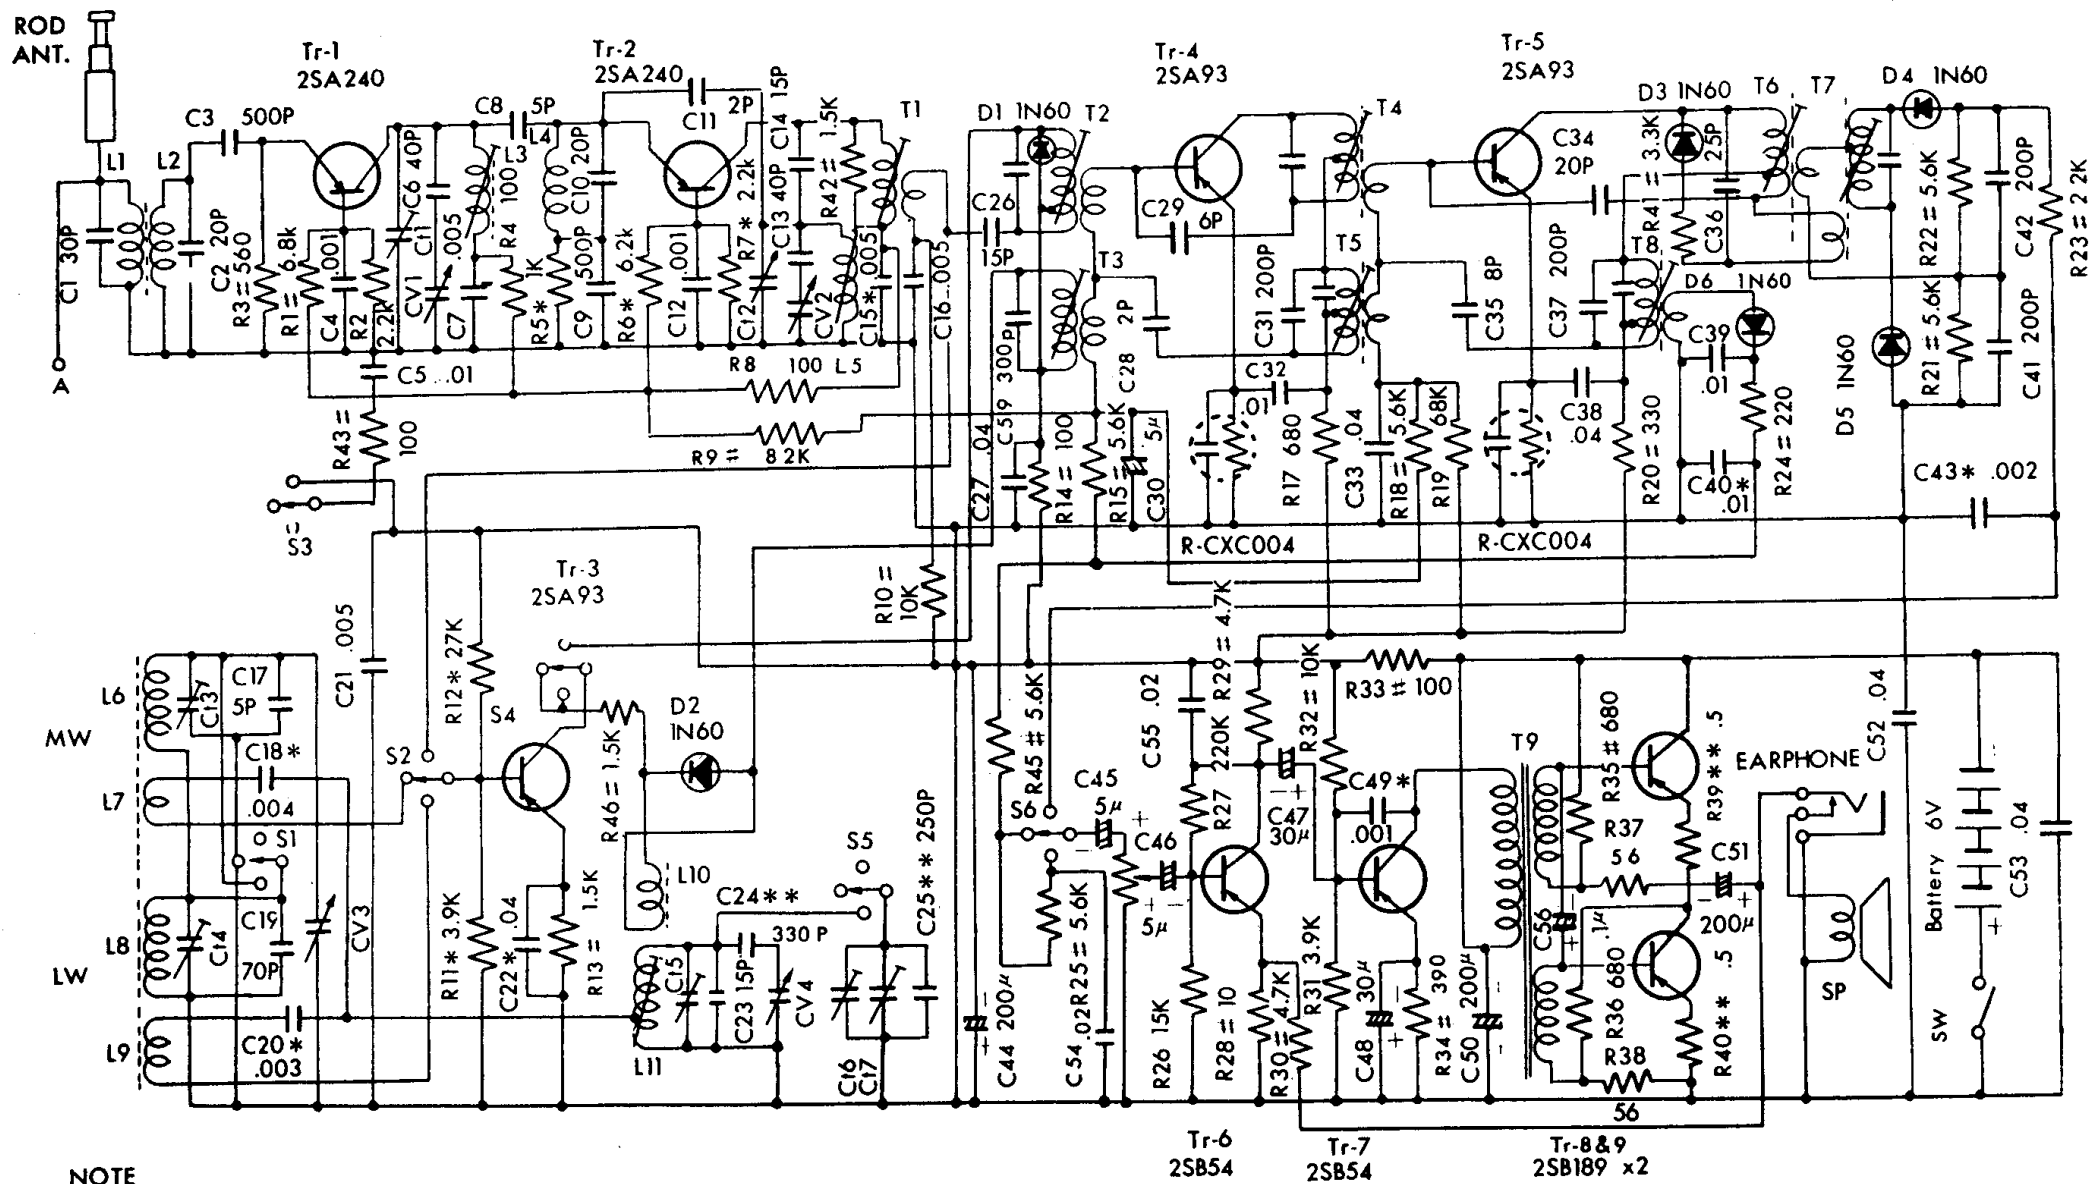 ROD
ANT.
Tr-1
2SA240
Tr-2
2SA240
Tr-4
2SA93
Tr-5
2SA93
C3 500P
C8 5P
L4
L3
100
C10 20P
C11
2P
C14 15P
1.5K
T1
D1 1N60
T2
T4
D3 1N60
T6
T7
D4 1N60
L1
L2
C1 30P
C2 20P
R3=560
R1= 6.8k
C4 .001
R2
2.2k
CV1
Ct1
C6 40P
.005
C7
R4
R5* 1K
C9 500P
R6* 6.2k
C12 .001
R7* 2.2k
Ct2
C13 40P
R42=
CV2
C15* .005
C16 .005
C26
15P
C29
6P
C34
20P
R41= 3.3K
25P
C36
R22= 5.6K
C42 200P
R23= 2.2K
T3
T5
T8
C28 2P
C31 200P
C35 8P
C37 200P
D6 1N60
C39
.01
D5 1N60
R21= 5.6K
C41 200P
A
C5 .01
R8 100 L5
R9= 82K
R43=
100
S3
C59 300P
C27 .04
R14= 100
R15= 5.6K
C30 5μ
C32
.01
R17 680
C33 .04
R18= 5.6K
R19 68K
C38
.04
R20= 330
C40*
.01
R24= 220
C43* .002
R-CXC004
R-CXC004
Tr-3
2SA93
R10=
10K
C21 .005
R12* 27K
S4
L6
MW
Ct3
C17
5P
C18*
.004
L7
S2
S1
R46= 1.5K
D2
1N60
L10
C24**
330P
S5
C25** 250P
R45= 5.6K
S6
C45
5μ
C46
5μ
C55 .02
R29= 4.7K
220K
R27
C47
30μ
R32= 10K
R33= 100
C49*
.001
T9
R35= 680
R37
56
R39** .5
C51
200μ
EARPHONE
C52 .04
Battery 6V
C53 .04
L8
LW
Ct4
C19
70P
CV3
L9
C20*
.003
R11* 3.9K
C22* .04
R13= 1.5K
L11
Ct5
C23 15P
CV4
Ct6
Ct7
C44 200μ
C54 .02
R25= 5.6K
R26 15K
R28= 10
R30= 4.7K
R31 3.9K
C48 30μ
R34= 390
C50 200μ
C56
.1μ
R36 680
R38
56
R40** .5
SP
SW
Tr-6
2SB54
Tr-7
2SB54
Tr-8&9
2SB189 x2
NOTE